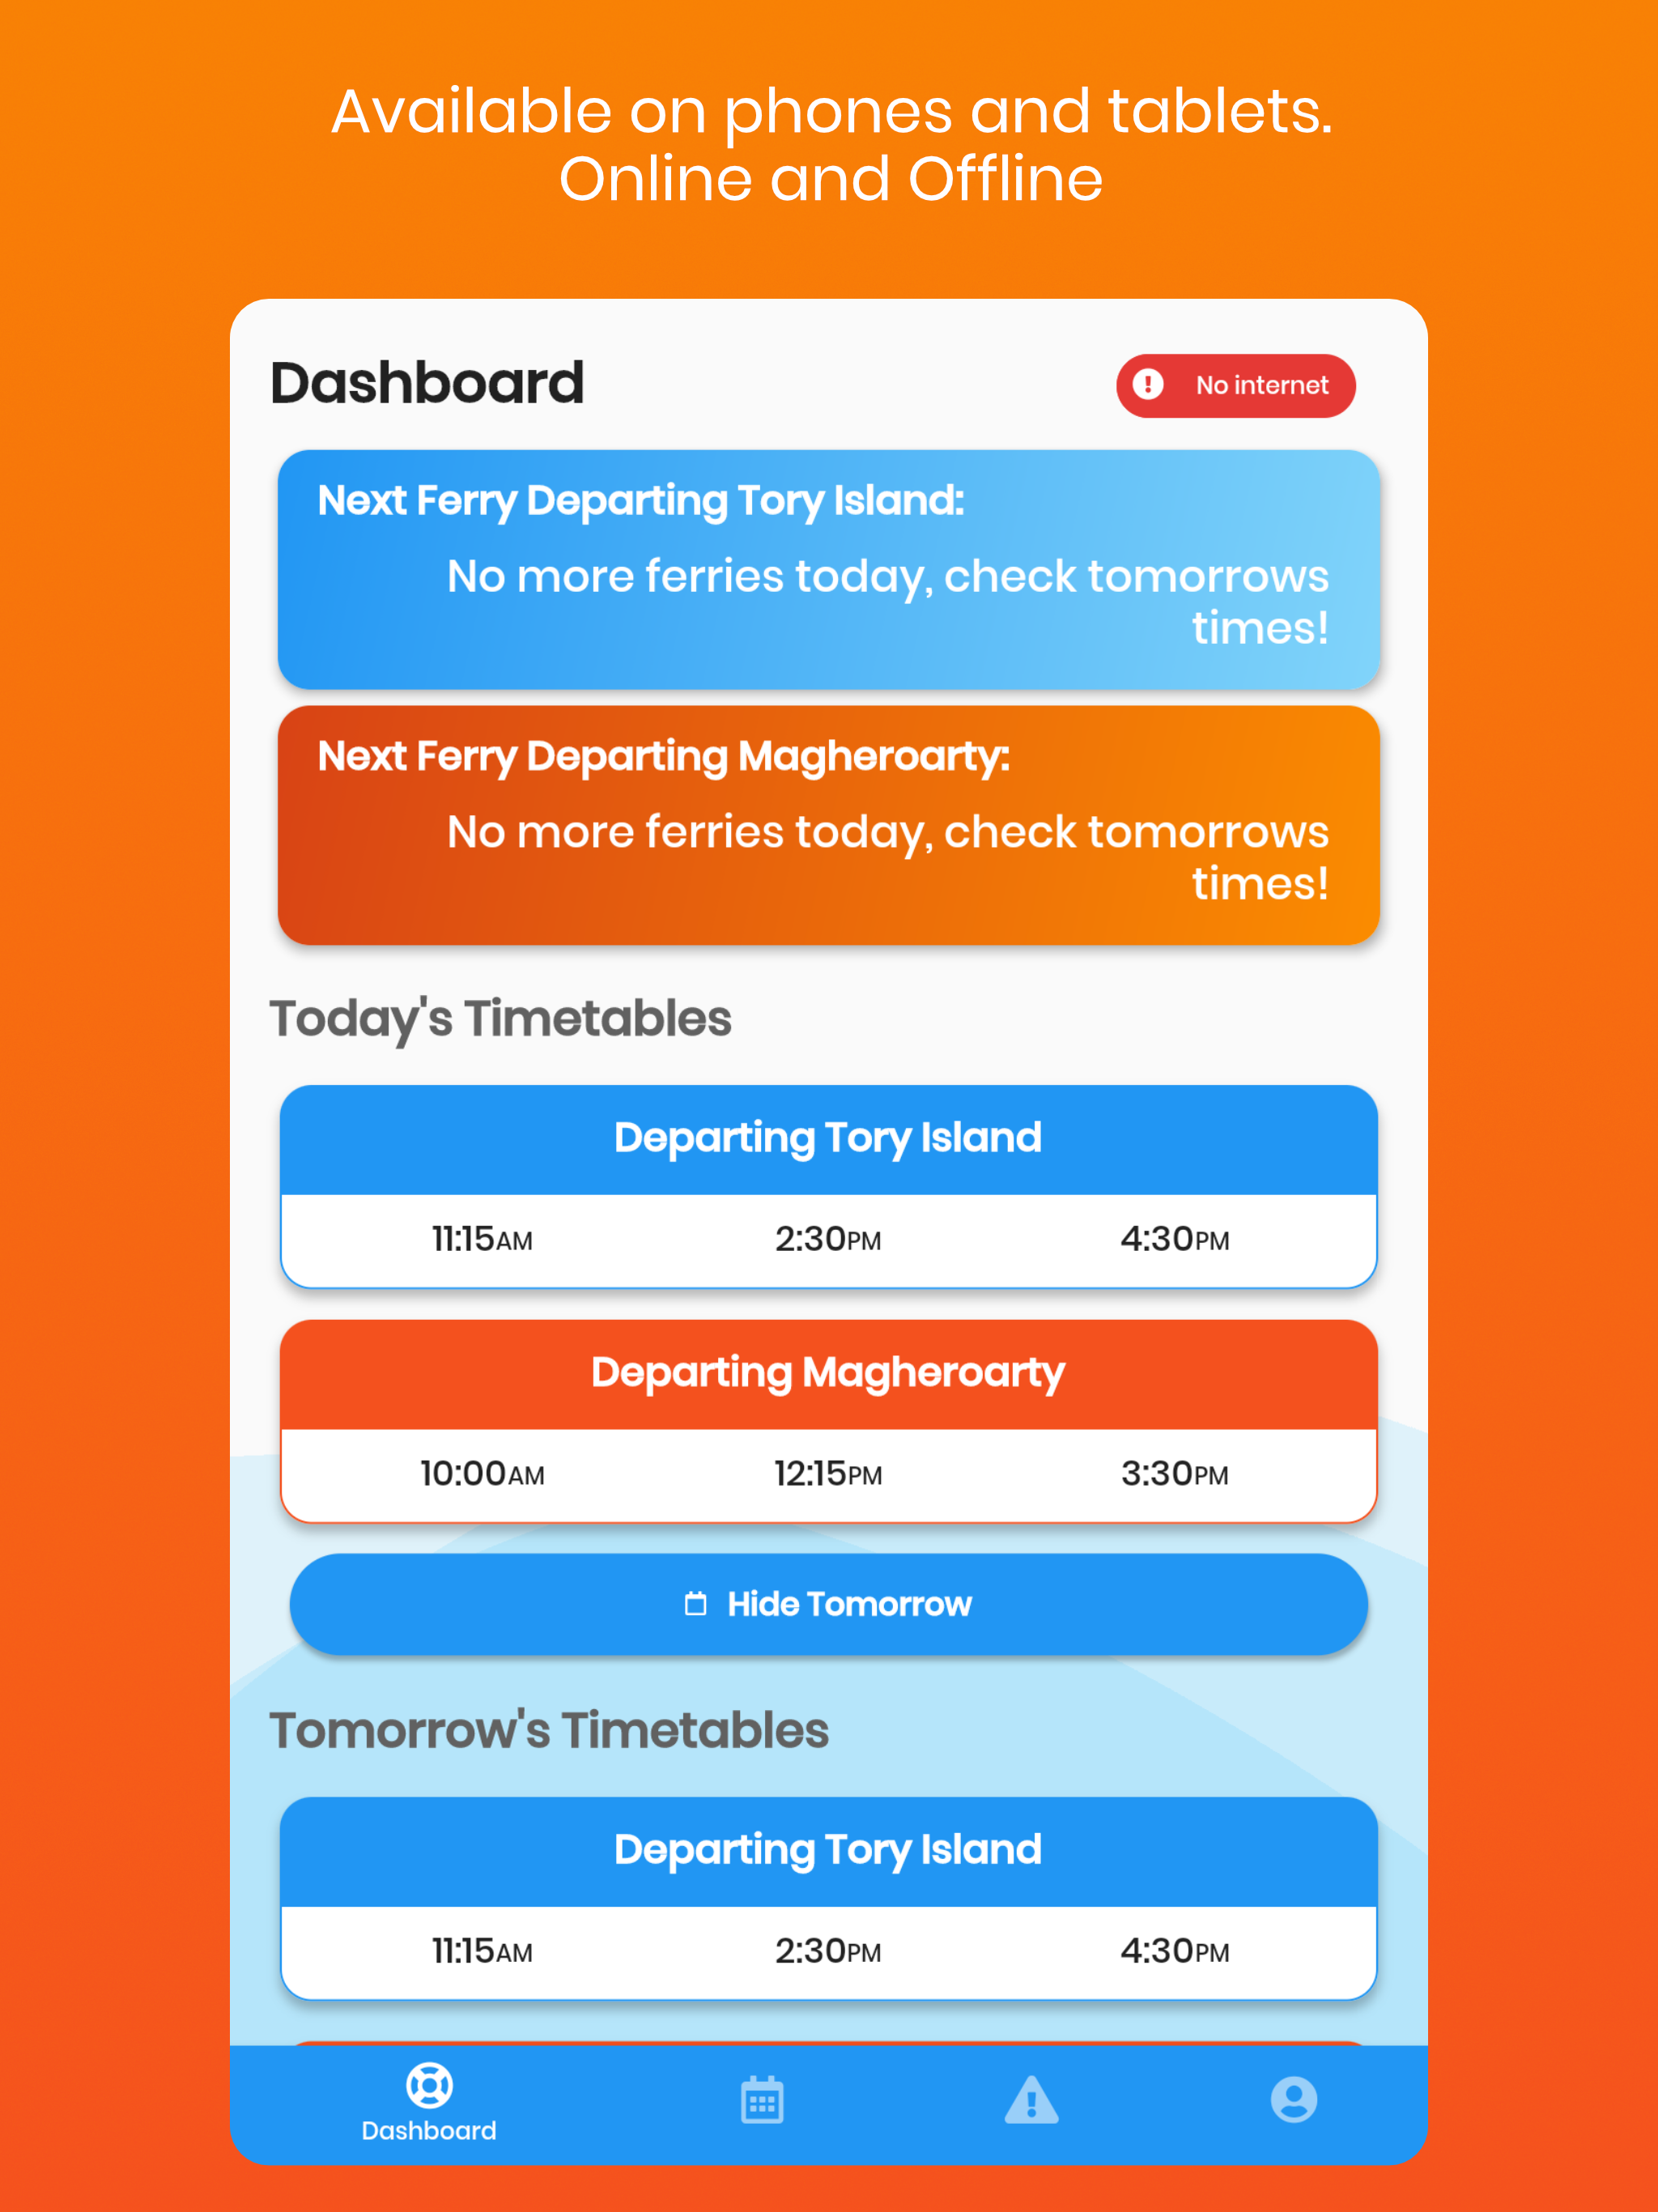 Available on phones and tablets.
Online and Offline
Dashboard
No internet
Next Ferry Departing Tory Island:
No more ferries today, check tomorrows
times!
Next Ferry Departing Magheroarty:
No more ferries today, check tomorrows
times!
Today's Timetables
Departing Tory Island
11:15AM 2:30PM 4:30PM
Departing Magheroarty
10:00AM 12:15PM 3:30PM
Hide Tomorrow
Tomorrow's Timetables
Departing Tory Island
11:15AM 2:30PM 4:30PM
Dashboard